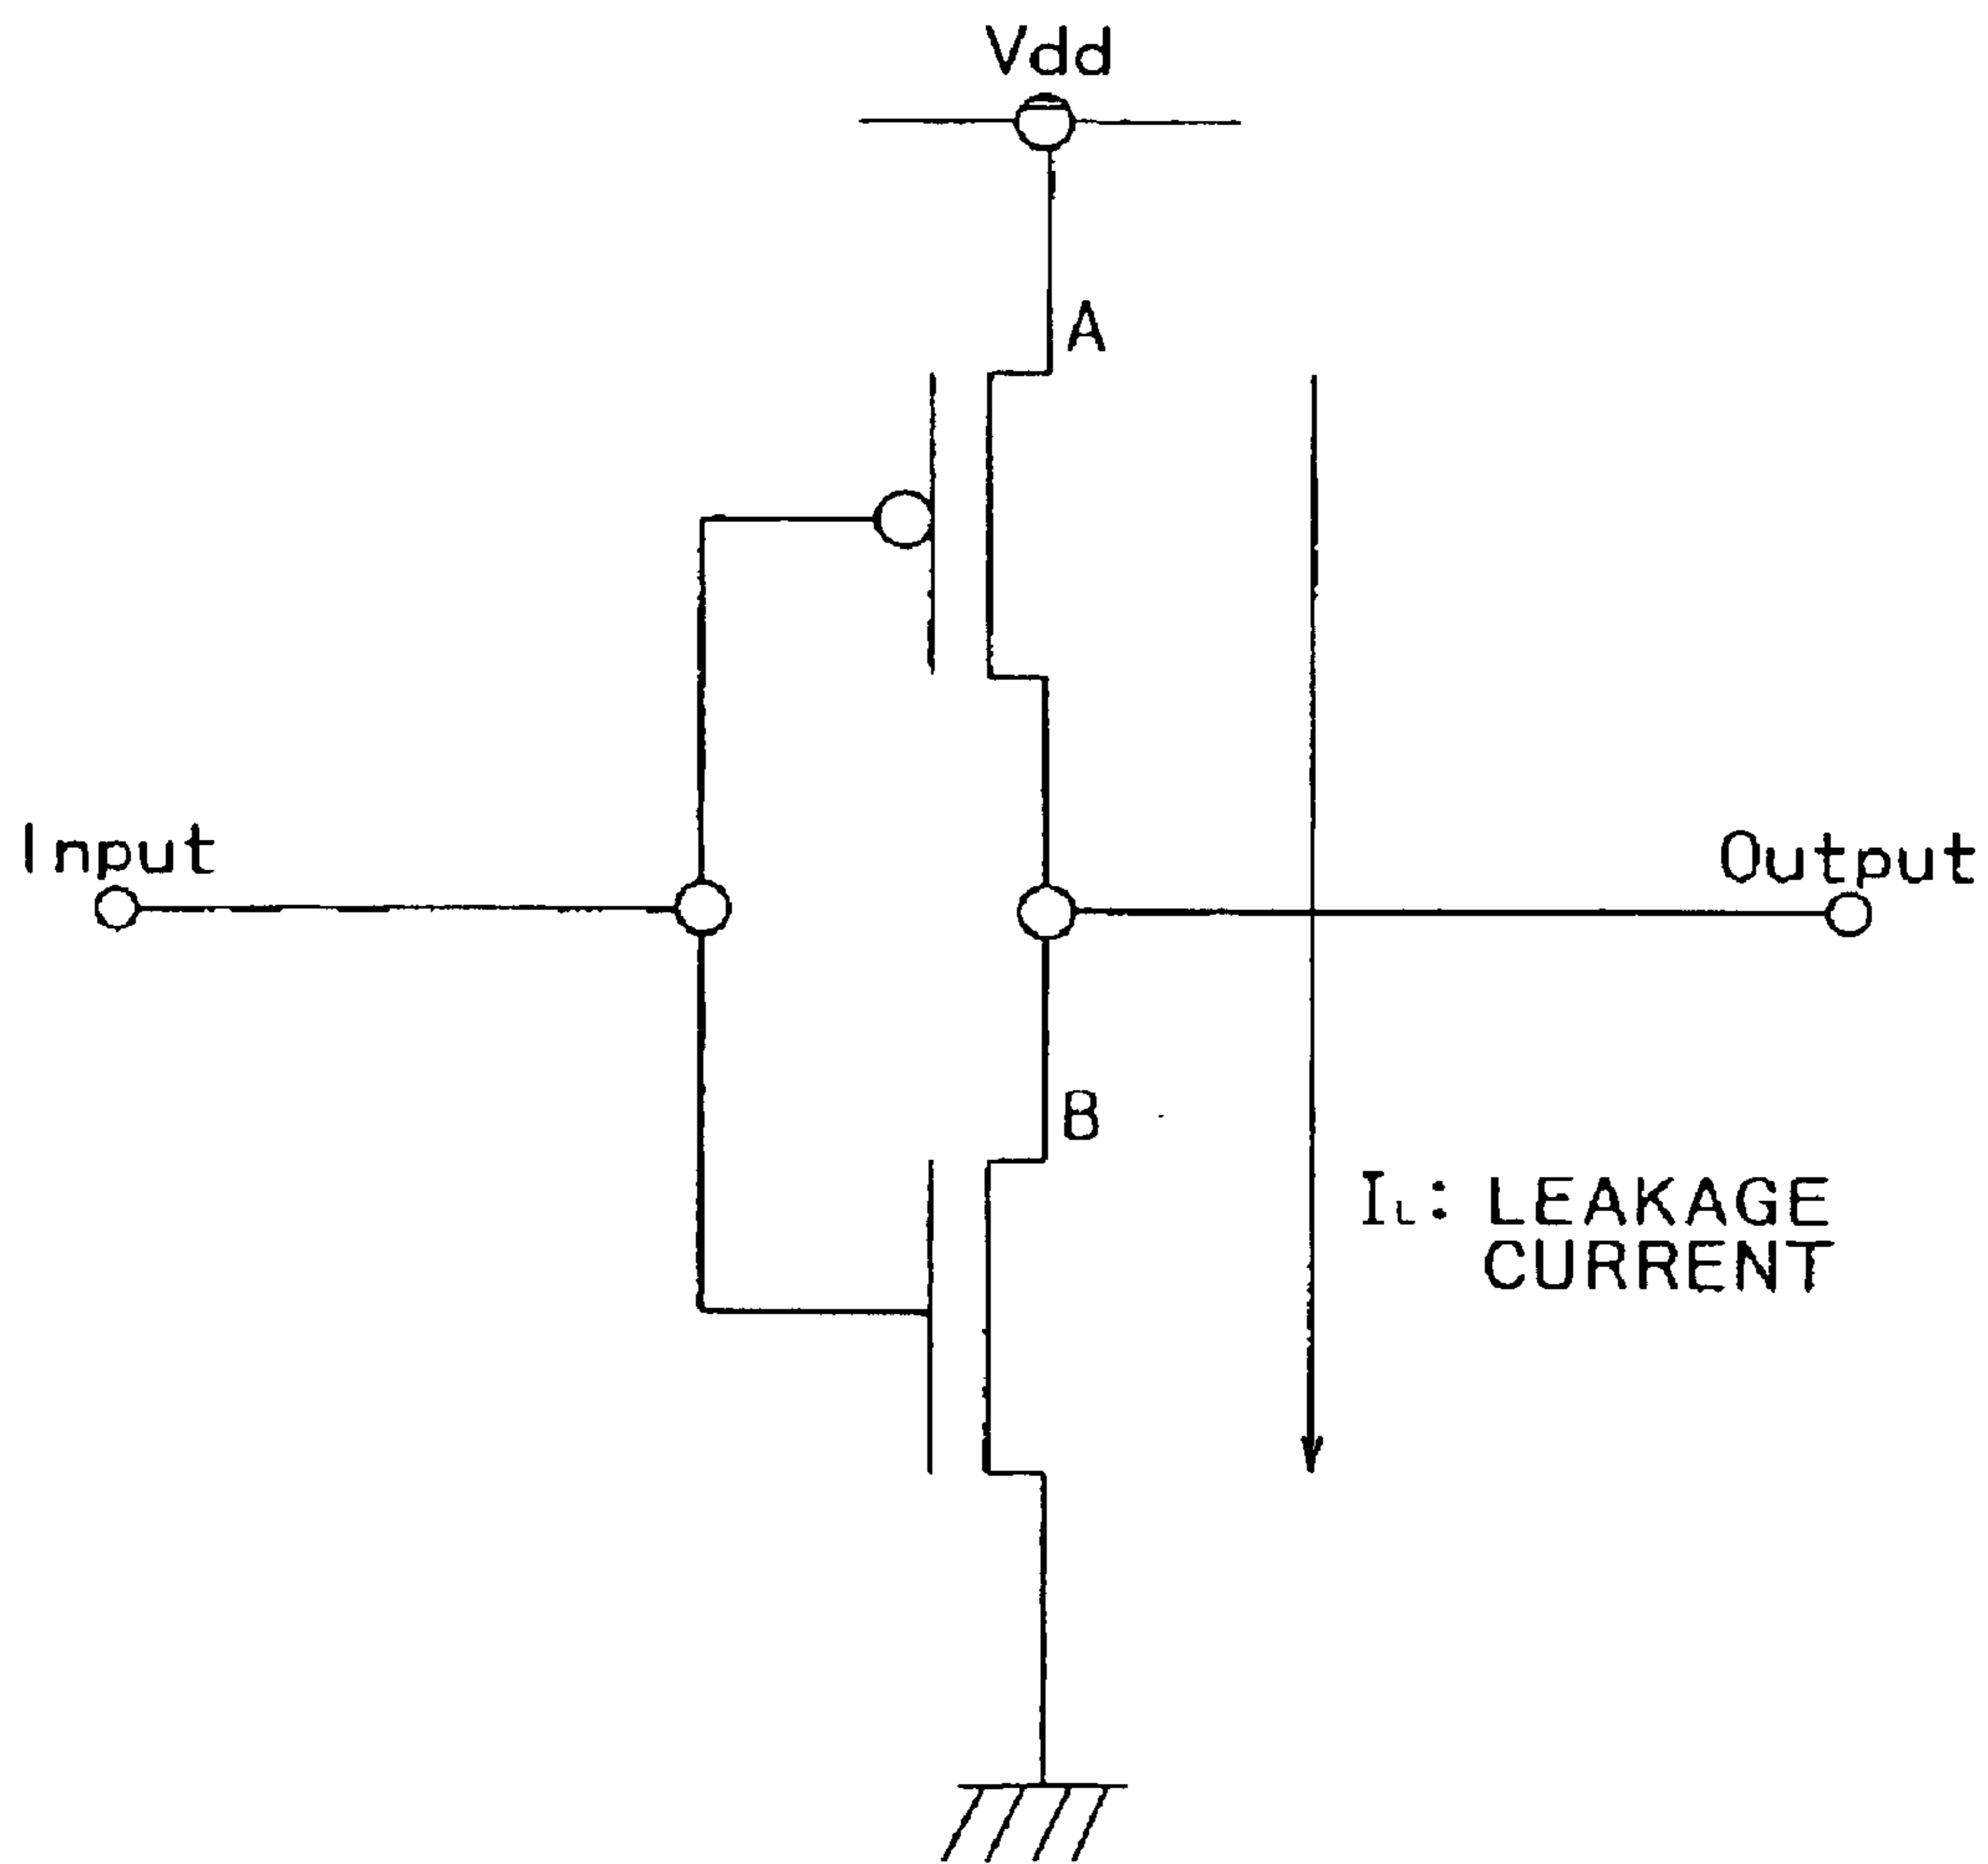 Vdd
A
Input
Output
B
IL: LEAKAGE
CURRENT